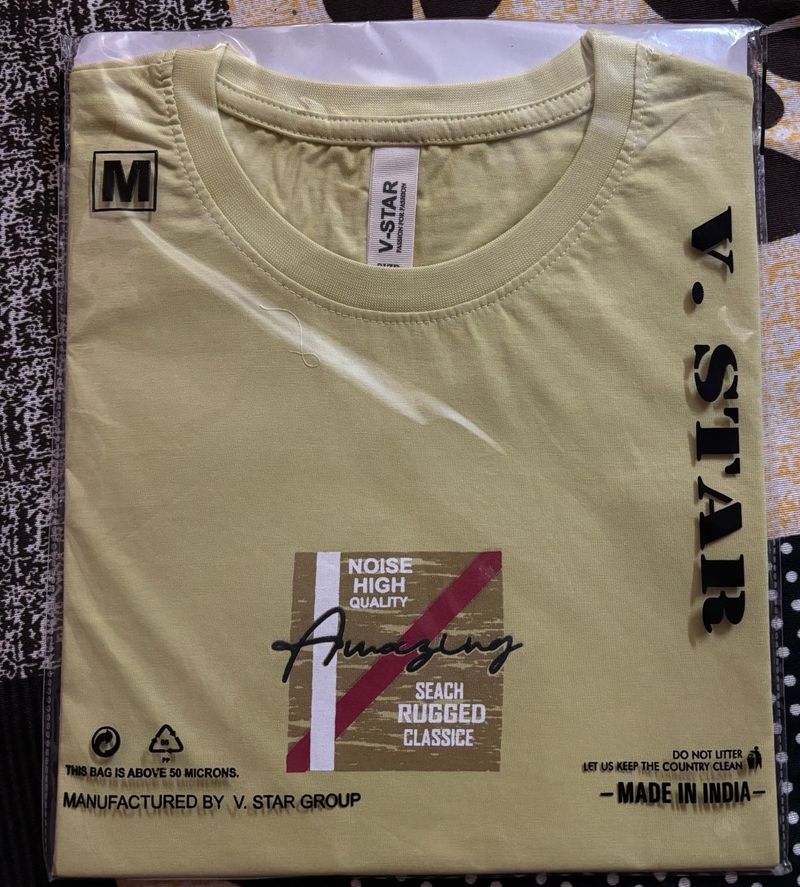 M
V-STAR
PASSION FOR FASHION
V. STAR
NOISE
HIGH
QUALITY
Amazing
SEACH
RUGGED
CLASSICE
PP
THIS BAG IS ABOVE 50 MICRONS.
MANUFACTURED BY V. STAR GROUP
DO NOT LITTER
LET US KEEP THE COUNTRY CLEAN
– MADE IN INDIA–